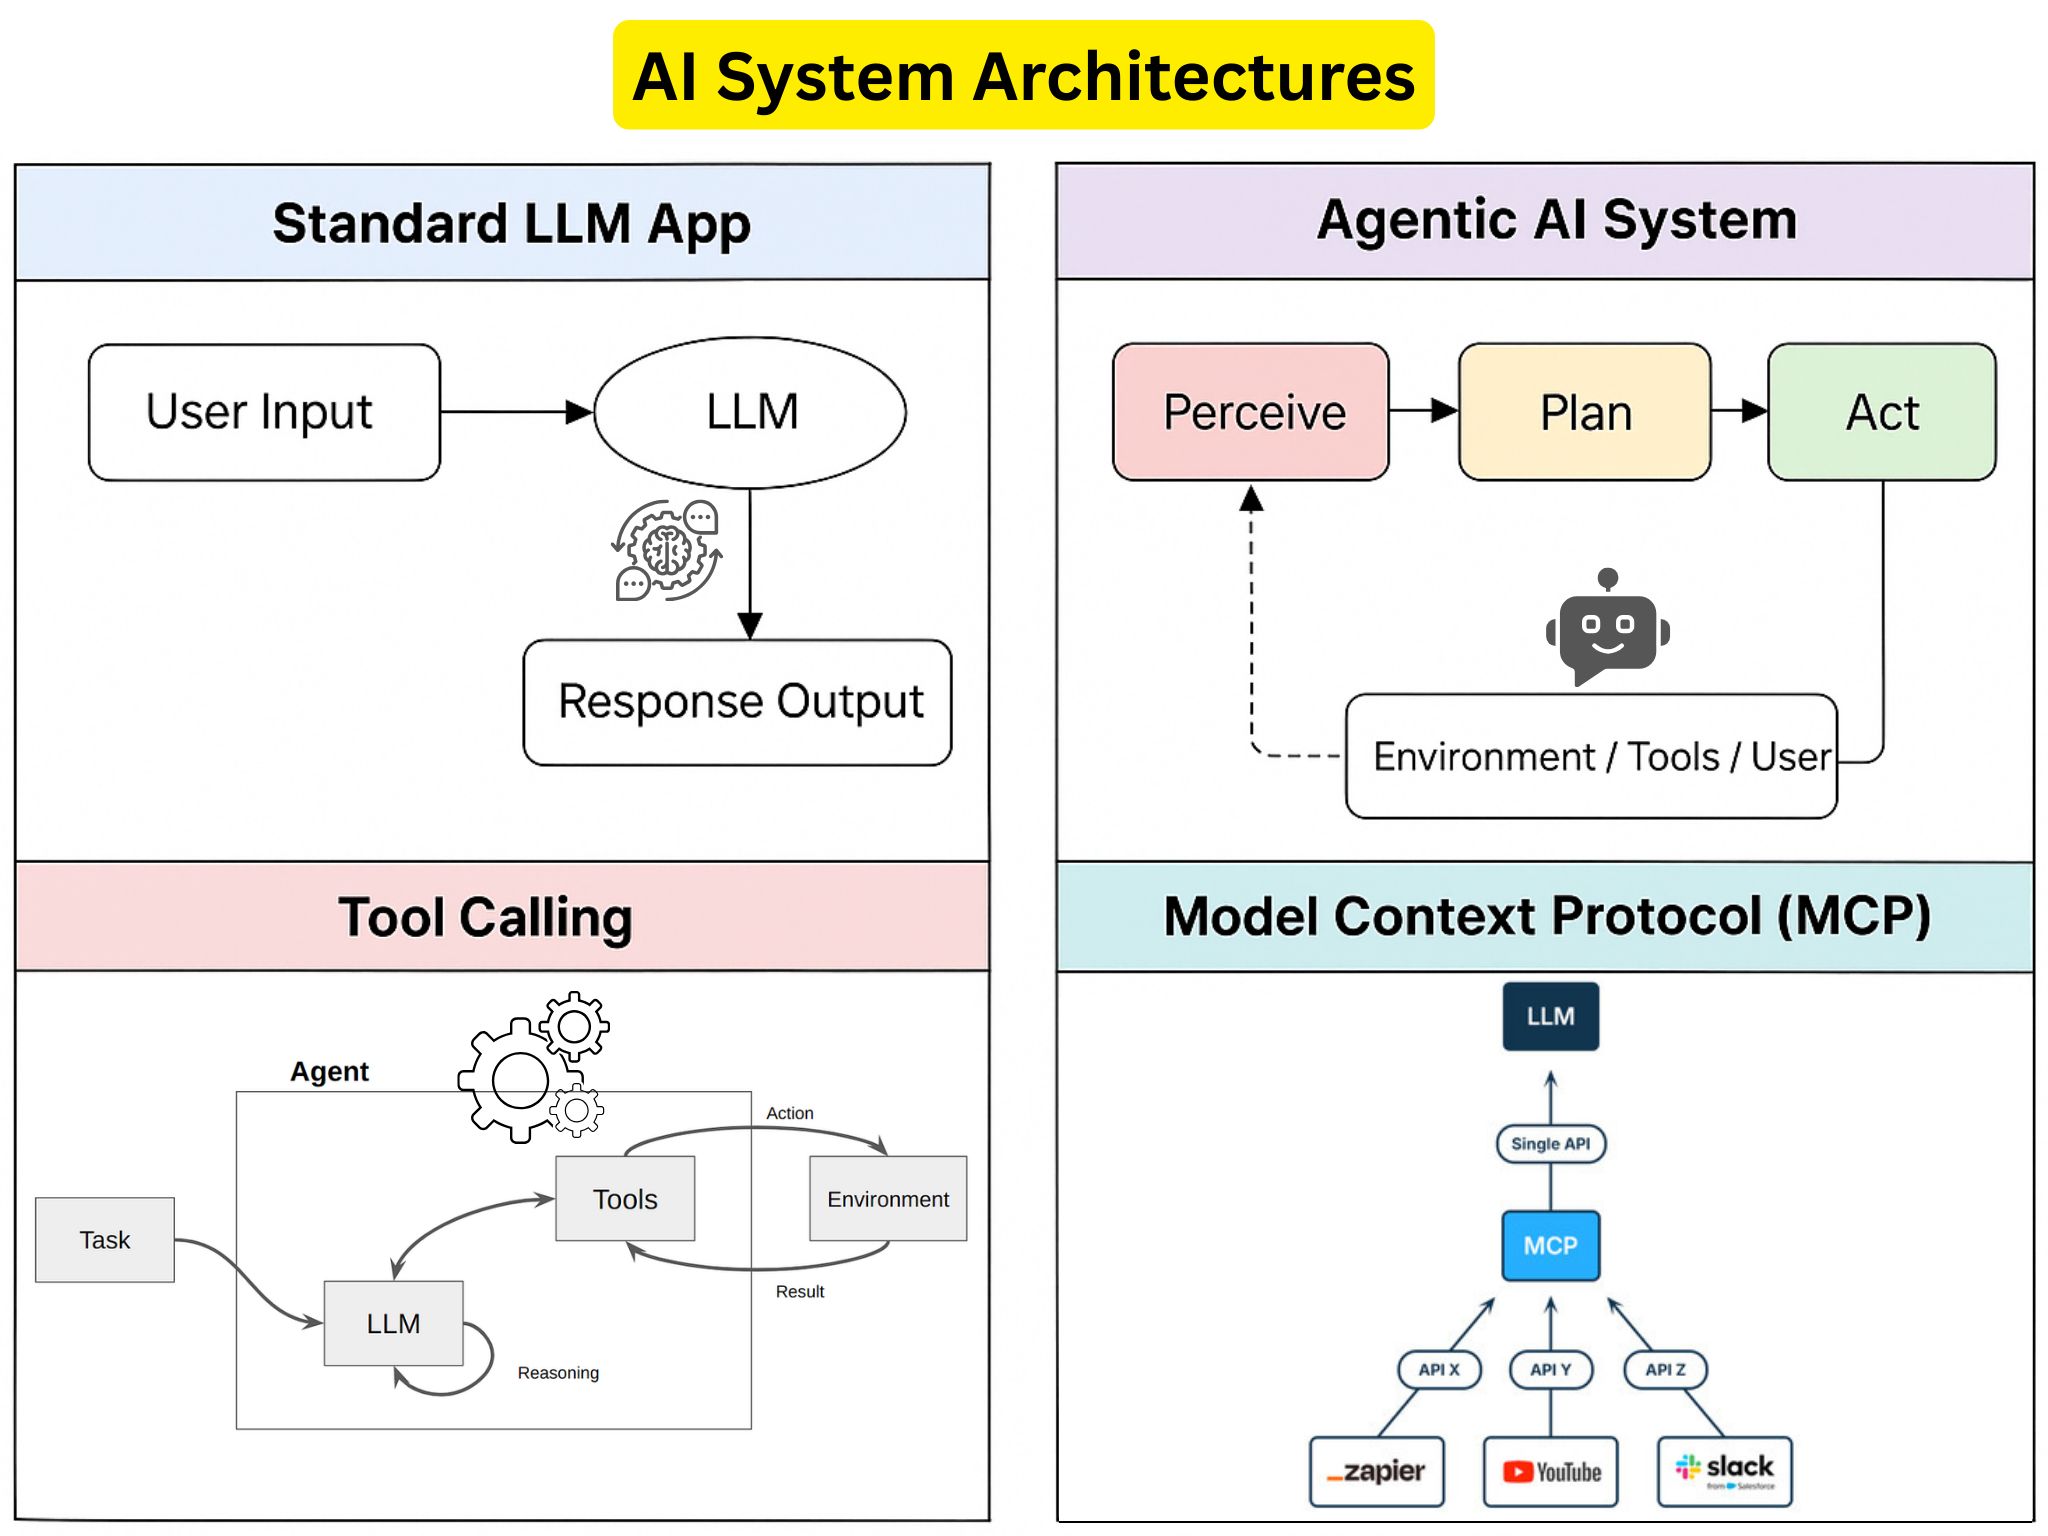 AI System Architectures
Standard LLM App
User Input
LLM
Response Output
Agentic AI System
Perceive
Plan
Act
Environment / Tools / User
Tool Calling
Agent
Action
Tools
Environment
Task
Result
LLM
Reasoning
Model Context Protocol (MCP)
LLM
Single API
MCP
API X
API Y
API Z
zapier
YouTube
slack
from Salesforce